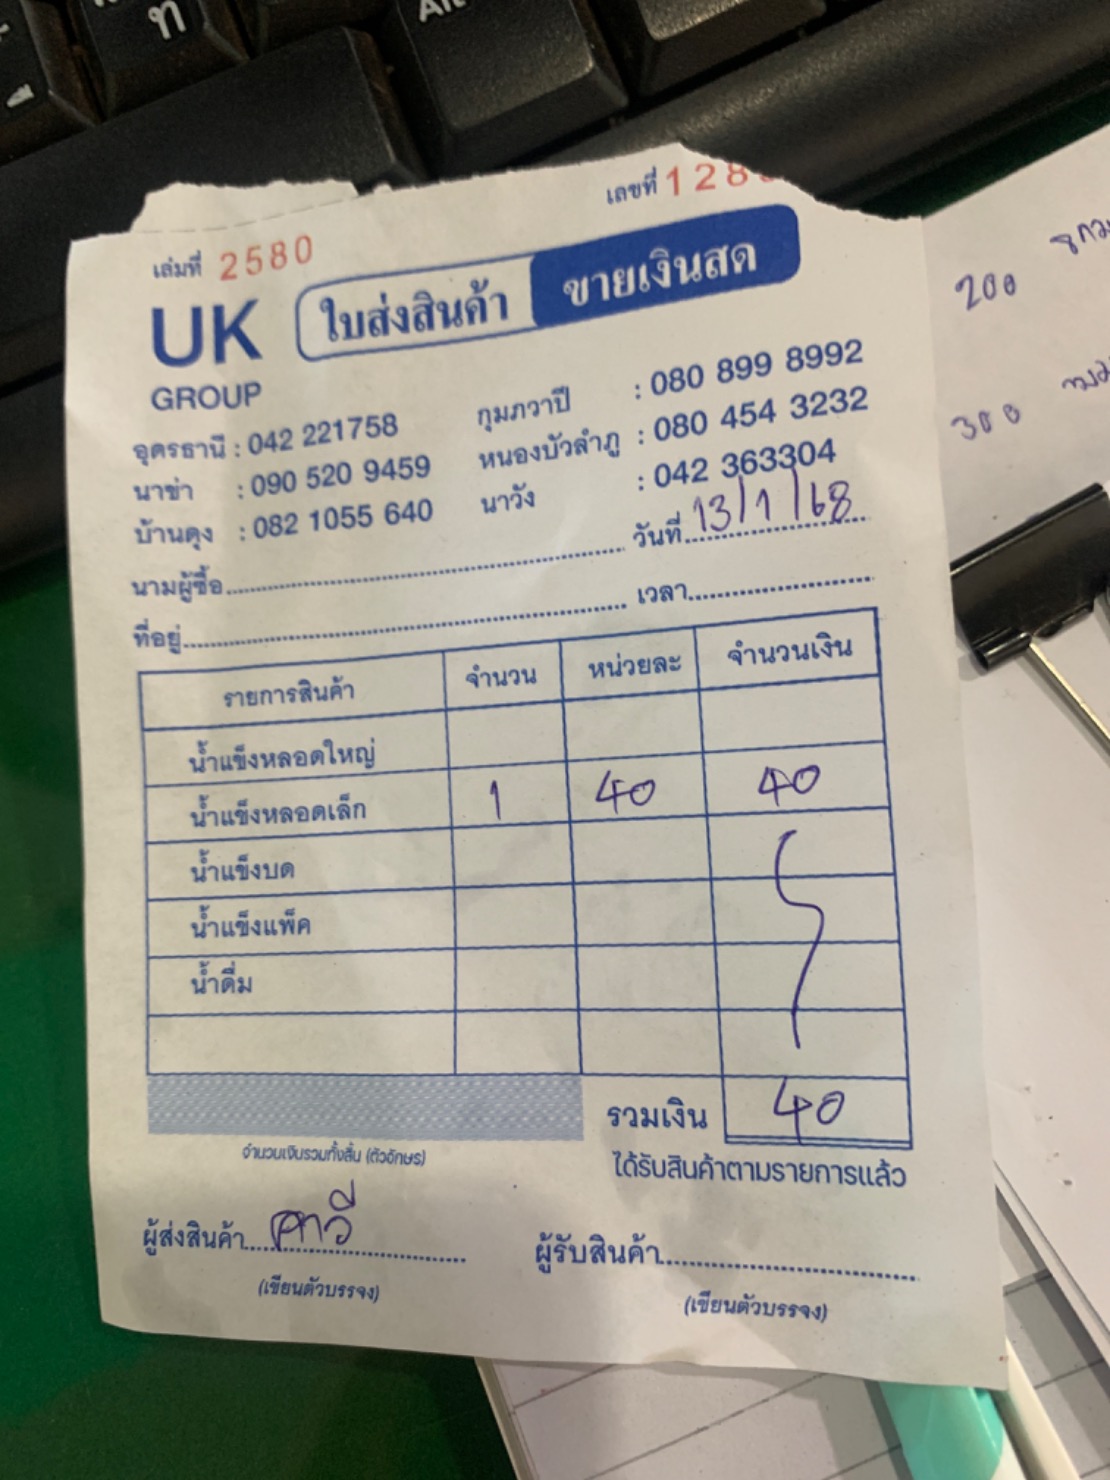 ท
Alt
เล่มที่ 2580
เลขที่ 128
UK
GROUP
ใบส่งสินค้า ขายเงินสด
อุดรธานี : 042 221758 กุมภวาปี : 080 899 8992
นาข่า : 090 520 9459 หนองบัวลำภู : 080 454 3232
บ้านดุง : 082 1055 640 นาวัง : 042 363304
นามผู้ซื้อ วันที่ 13/1/68
ที่อยู่ เวลา
รายการสินค้า จำนวน หน่วยละ จำนวนเงิน
น้ำแข็งหลอดใหญ่
น้ำแข็งหลอดเล็ก 1 40 40
น้ำแข็งบด
น้ำแข็งแพ็ค
น้ำดื่ม
รวมเงิน 40
จำนวนเงินรวมทั้งสิ้น (ตัวอักษร)
ได้รับสินค้าตามรายการแล้ว
ผู้ส่งสินค้า ผู้รับสินค้า
(เขียนตัวบรรจง) (เขียนตัวบรรจง)
200
300